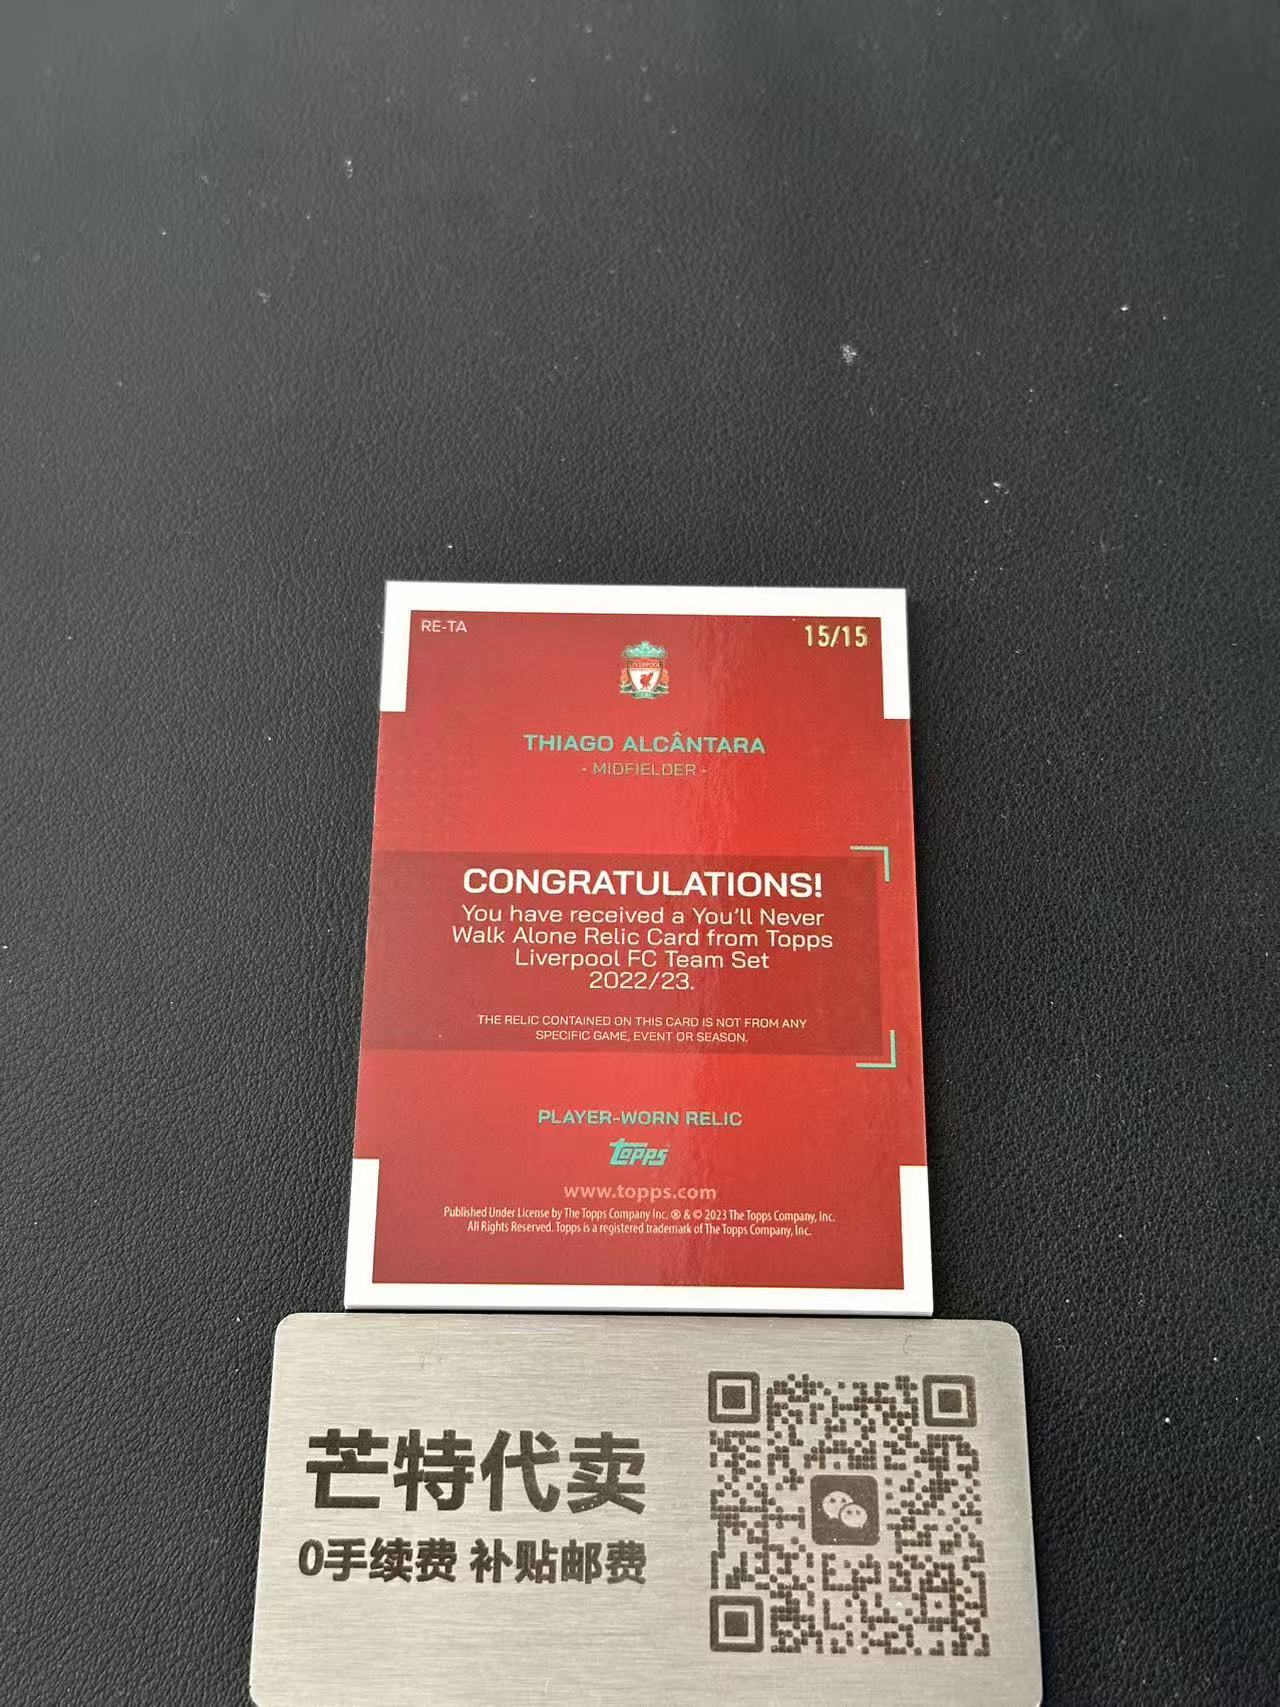 RE-TA
15/15
LIVERPOOL
THIAGO ALCÂNTARA
- MIDFIELDER -
CONGRATULATIONS!
You have received a You'll Never
Walk Alone Relic Card from Topps
Liverpool FC Team Set
2022/23.
THE RELIC CONTAINED ON THIS CARD IS NOT FROM ANY
SPECIFIC GAME, EVENT OR SEASON.
PLAYER-WORN RELIC
topps
www.topps.com
Published Under License by The Topps Company Inc. ® & © 2023 The Topps Company, Inc.
All Rights Reserved. Topps is a registered trademark of The Topps Company, Inc.
芒特代卖
0手续费 补贴邮费